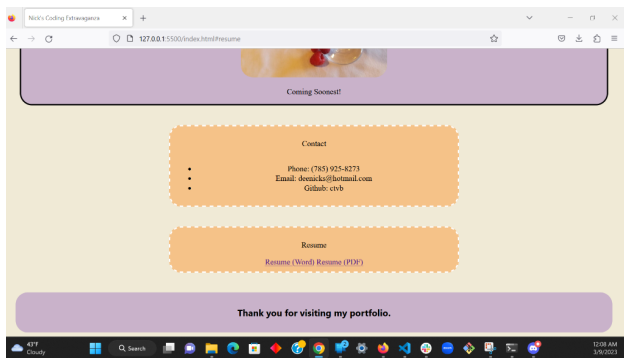 Nick's Coding Extravaganza
127.0.0.1:5500/index.html#resume
Coming Soonest!
Contact
Phone: (785) 925-8273
Email: deenicks@hotmail.com
Github: ctvb
Resume
Resume (Word) Resume (PDF)
Thank you for visiting my portfolio.
43°F
Cloudy
Search
12:08 AM
3/9/2023